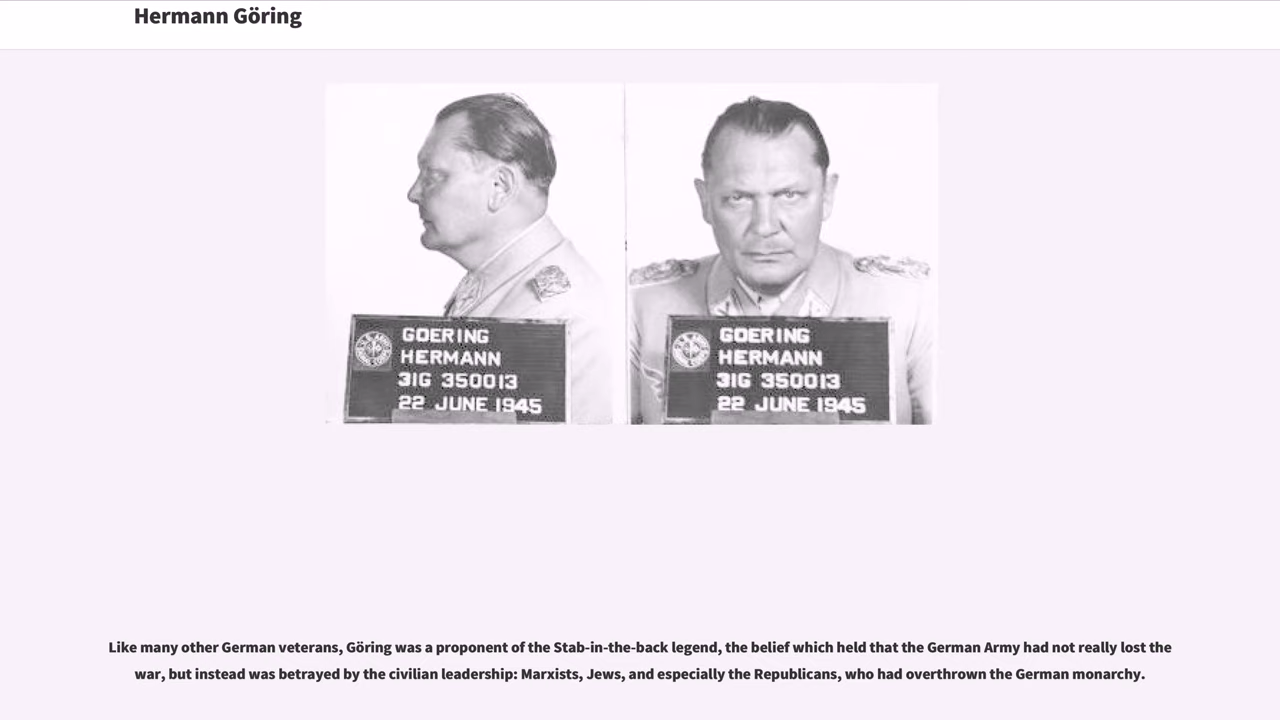 Hermann Göring
GOERING
HERMANN
31G 350013
22 JUNE 1945
GOERING
HERMANN
31G 350013
22 JUNE 1945
Like many other German veterans, Göring was a proponent of the Stab-in-the-back legend, the belief which held that the German Army had not really lost the
war, but instead was betrayed by the civilian leadership: Marxists, Jews, and especially the Republicans, who had overthrown the German monarchy.